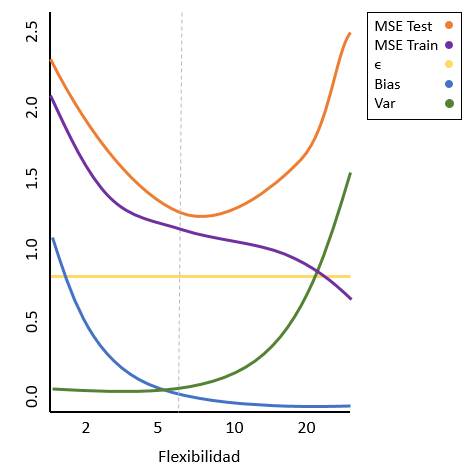 2.5
2.0
1.5
1.0
0.5
0.0
2 5 10 20
Flexibilidad
MSE Test
MSE Train
ϵ
Bias
Var